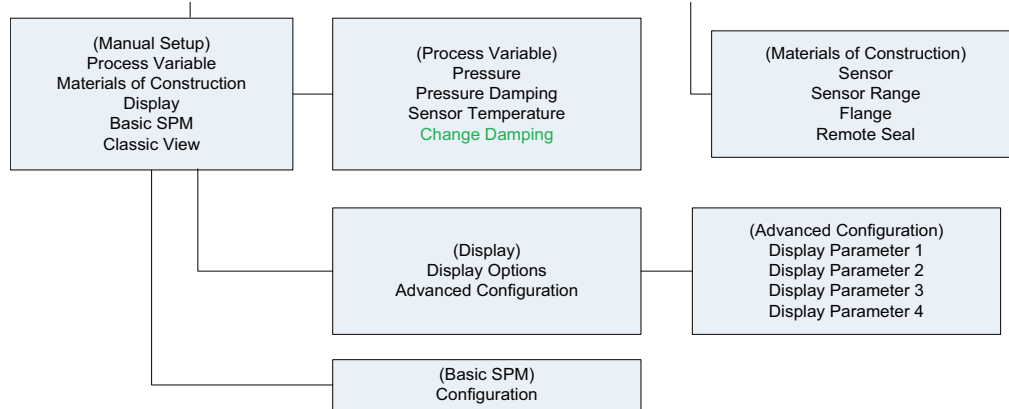 (Manual Setup)
Process Variable
Materials of Construction
Display
Basic SPM
Classic View
(Process Variable)
Pressure
Pressure Damping
Sensor Temperature
Change Damping
(Materials of Construction)
Sensor
Sensor Range
Flange
Remote Seal
(Display)
Display Options
Advanced Configuration
(Advanced Configuration)
Display Parameter 1
Display Parameter 2
Display Parameter 3
Display Parameter 4
(Basic SPM)
Configuration